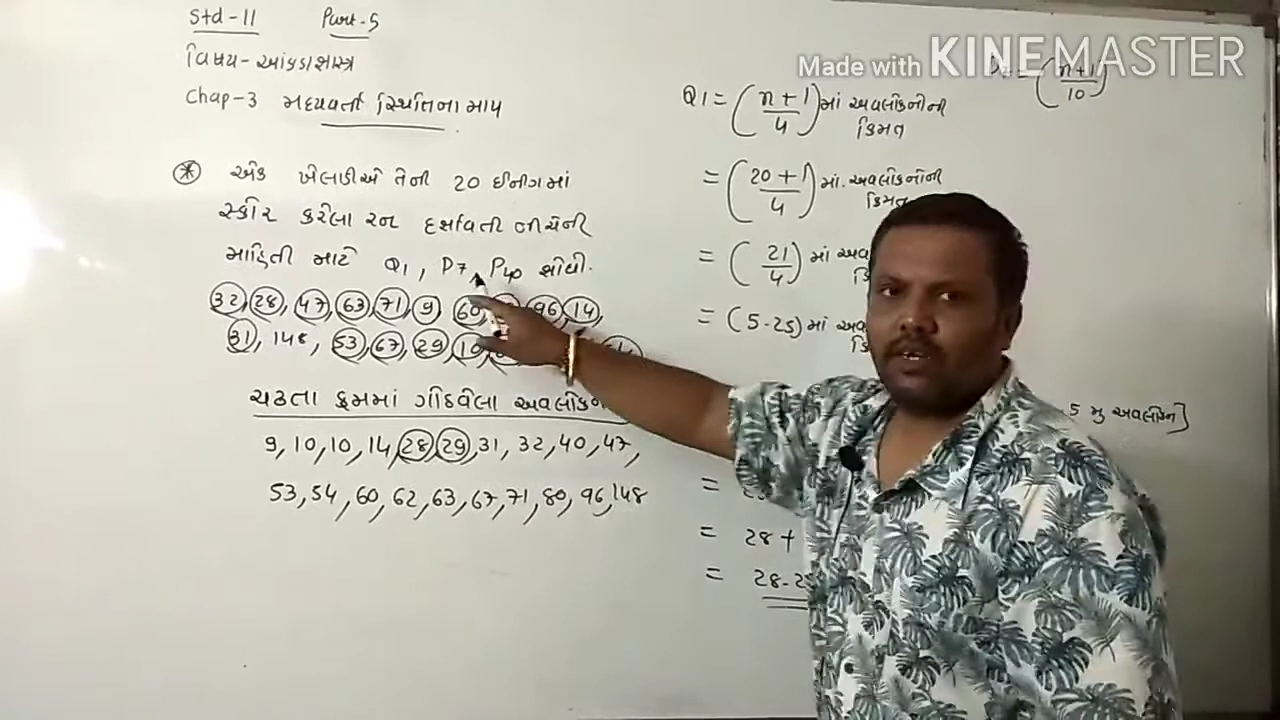 Std-11 Part-5
વિષય - આંકડાશાસ્ત્ર
Chap-3 મધ્યવર્તી સ્થિતિના માપ
* એક ખેલાડીએ તેની 20 ઈનીંગમાં
સ્કોર કરેલા રન દર્શાવતી નીચેની
માહિતી માટે Q1, D7, P40 શોધો.
32, 28, 47, 63, 71, 9, 60, 96, 14,
31, 148, 53, 67, 29, 10,
ચઢતા ક્રમમાં ગોઠવેલા
9, 10, 10, 14, 28, 29, 31, 32, 40, 47,
53, 54, 60, 62, 63, 67, 71, 80, 96, 148
Made with KINEMASTER
(n+1/10)
Q1 = (n+1/4) માં અવલોકનોની
કિંમત
= (20+1/4) માં અવલોકનોની
કિંમત
= (21/4) માં
= (5.25) માં
5 મુ અવલોકન]
=
= 28 +
= 28.25